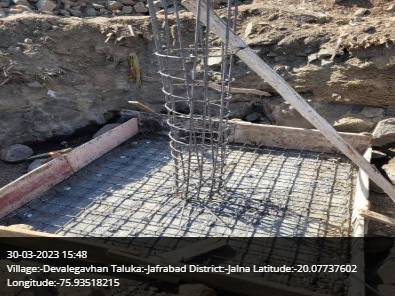 30-03-2023 15:48
Village:-Devalegavhan Taluka:-Jafrabad District:-Jalna Latitude:-20.07737602
Longitude:-75.93518215